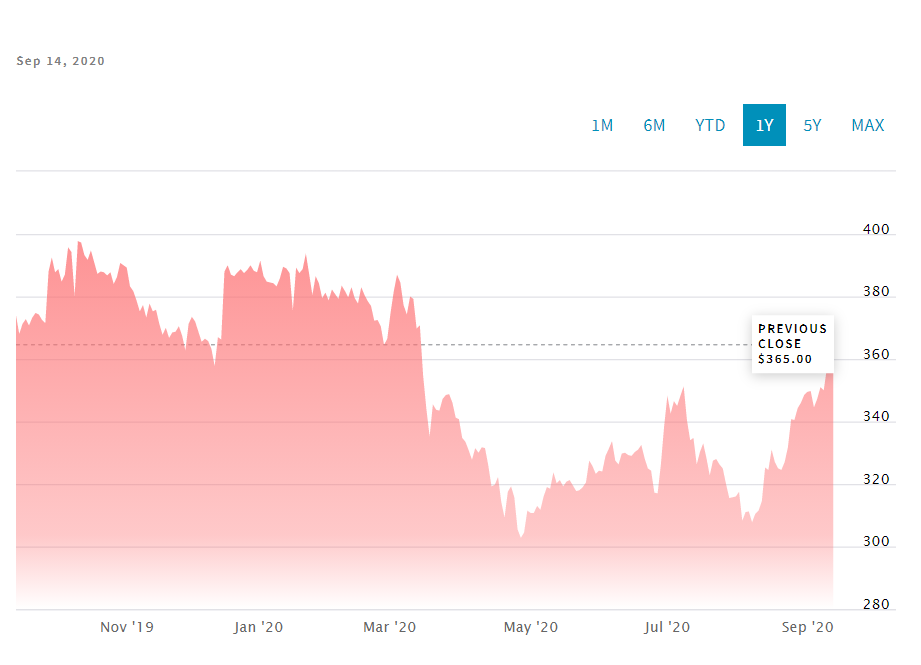 Sep 14, 2020
1M 6M YTD 1Y 5Y MAX
400
380
PREVIOUS
CLOSE
$365.00
360
340
320
300
280
Nov '19 Jan '20 Mar '20 May '20 Jul '20 Sep '20